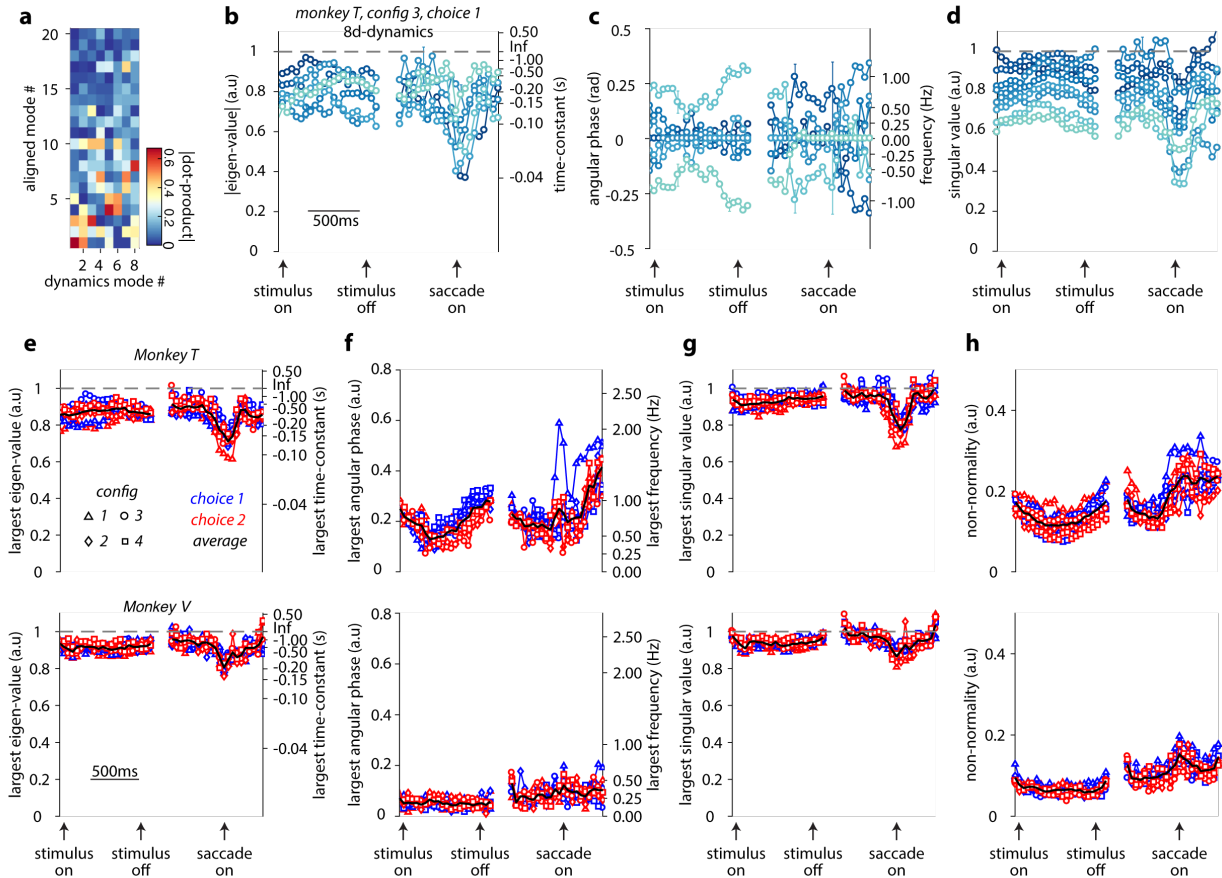 a
aligned mode #
20
15
10
5
2 4 6 8
dynamics mode #
0 0.2 0.4 0.6
|dot-product|
monkey T, config 3, choice 1
b
8d-dynamics
|eigen-value| (a.u)
1
0.8
0.6
0.4
0.2
0
0.50
Inf
-1.00
-0.50
-0.20
-0.15
-0.10
-0.04
time-constant (s)
500ms
stimulus on
stimulus off
saccade on
c
angular phase (rad)
0.5
0.25
0
-0.25
-0.5
1.00
0.50
0.25
0.00
-0.25
-0.50
-1.00
frequency (Hz)
stimulus on
stimulus off
saccade on
d
singular value (a.u)
1
0.8
0.6
0.4
0.2
0
stimulus on
stimulus off
saccade on
e
Monkey T
largest eigen-value (a.u)
1
0.8
0.6
0.4
0.2
0
0.50
Inf
-1.00
-0.50
-0.20
-0.15
-0.10
-0.04
largest time-constant (s)
config
1 3
2 4
choice 1
choice 2
average
f
largest angular phase (a.u)
0.8
0.6
0.4
0.2
0
2.50
2.00
1.00
0.50
0.25
0.00
largest frequency (Hz)
g
largest singular value (a.u)
1
0.8
0.6
0.4
0.2
0
h
non-normality (a.u)
0.4
0.2
0
Monkey V
largest eigen-value (a.u)
1
0.8
0.6
0.4
0.2
0
0.50
Inf
-1.00
-0.50
-0.20
-0.15
-0.10
-0.04
largest time-constant (s)
500ms
stimulus on
stimulus off
saccade on
largest angular phase (a.u)
0.8
0.6
0.4
0.2
0
2.50
2.00
1.00
0.50
0.25
0.00
largest frequency (Hz)
stimulus on
stimulus off
saccade on
largest singular value (a.u)
1
0.8
0.6
0.4
0.2
0
stimulus on
stimulus off
saccade on
non-normality (a.u)
0.4
0.2
0
stimulus on
stimulus off
saccade on